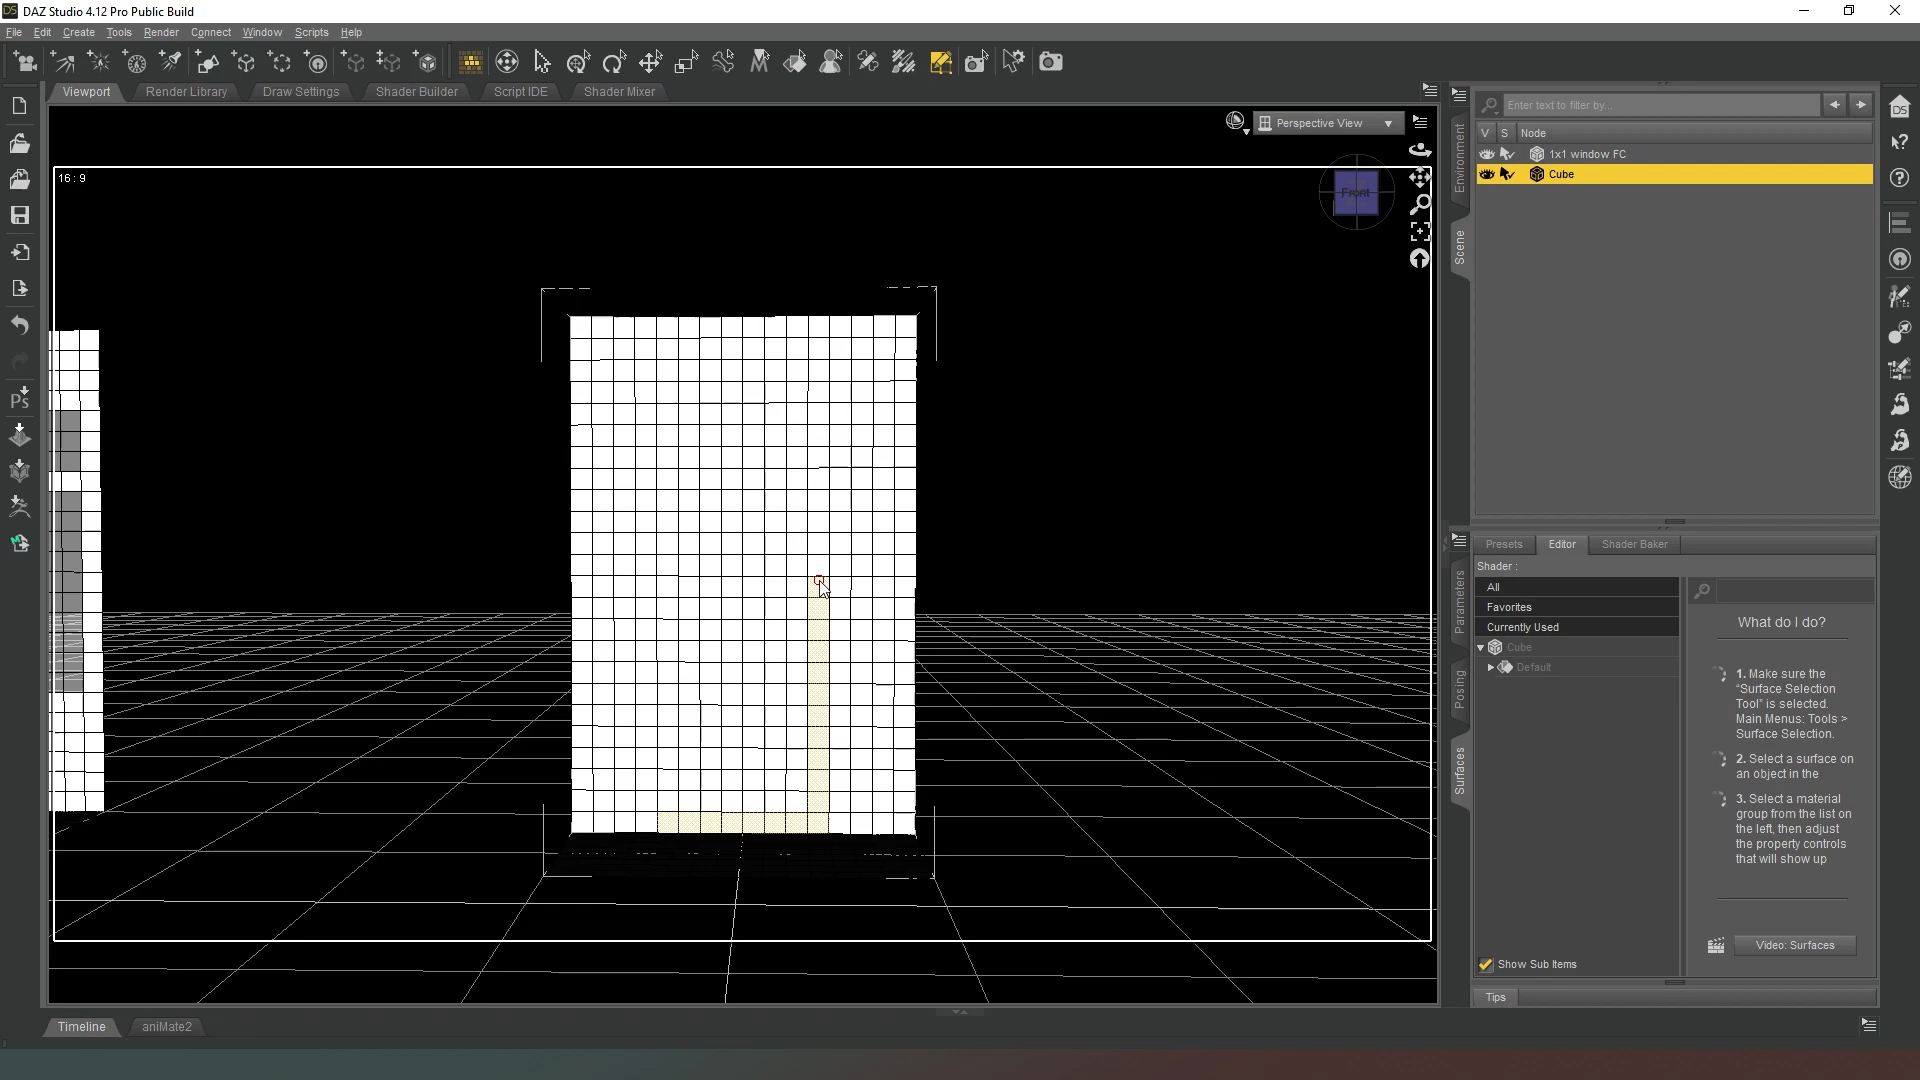 DAZ Studio 4.12 Pro Public Build
File Edit Create Tools Render Connect Window Scripts Help
Viewport Render Library Draw Settings Shader Builder Script IDE Shader Mixer
16 : 9
Perspective View
Front
Enter text to filter by...
V S Node
1x1 window FC
Cube
Environment
Scene
Presets Editor Shader Baker
Shader :
All
Favorites
Currently Used
Cube
Default
What do I do?
1. Make sure the
"Surface Selection
Tool" is selected.
Main Menus: Tools >
Surface Selection.
2. Select a surface on
an object in the
3. Select a material
group from the list on
the left, then adjust
the property controls
that will show up
Video: Surfaces
Show Sub Items
Tips
Parameters
Posing
Surfaces
Ps
DS
Timeline aniMate2